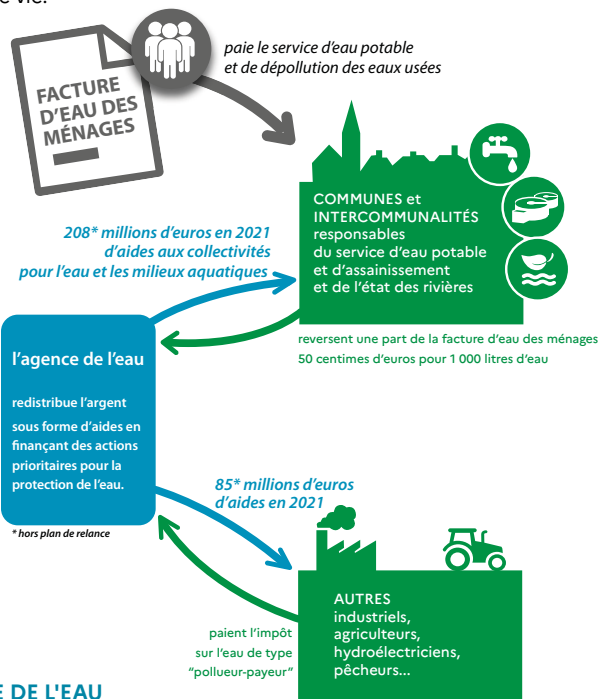 e vie.
FACTURE
D'EAU DES
MÉNAGES
paie le service d'eau potable
et de dépollution des eaux usées
COMMUNES et
INTERCOMMUNALITÉS
responsables
du service d'eau potable
et d'assainissement
et de l'état des rivières
208* millions d'euros en 2021
d'aides aux collectivités
pour l'eau et les milieux aquatiques
reversent une part de la facture d'eau des ménages
50 centimes d'euros pour 1 000 litres d'eau
l'agence de l'eau
redistribue l'argent
sous forme d'aides en
finançant des actions
prioritaires pour la
protection de l'eau.
* hors plan de relance
85* millions d'euros
d'aides en 2021
AUTRES
industriels,
agriculteurs,
hydroélectriciens,
pêcheurs...
paient l'impôt
sur l'eau de type
"pollueur-payeur"
E DE L'EAU